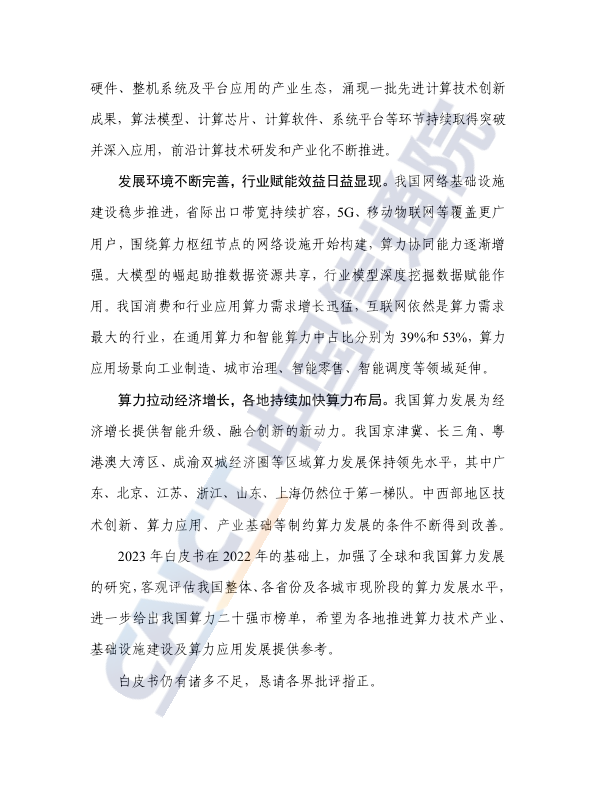 硬件、整机系统及平台应用的产业生态，涌现一批先进计算技术创新
成果，算法模型、计算芯片、计算软件、系统平台等环节持续取得突破
并深入应用，前沿计算技术研发和产业化不断推进。
发展环境不断完善，行业赋能效益日益显现。我国网络基础设施
建设稳步推进，省际出口带宽持续扩容，5G、移动物联网等覆盖更广
用户，围绕算力枢纽节点的网络设施开始构建，算力协同能力逐渐增
强。大模型的崛起助推数据资源共享，行业模型深度挖掘数据赋能作
用。我国消费和行业应用算力需求增长迅猛，互联网依然是算力需求
最大的行业，在通用算力和智能算力中占比分别为 39%和 53%，算力
应用场景向工业制造、城市治理、智能零售、智能调度等领域延伸。
算力拉动经济增长，各地持续加快算力布局。我国算力发展为经
济增长提供智能升级、融合创新的新动力。我国京津冀、长三角、粤
港澳大湾区、成渝双城经济圈等区域算力发展保持领先水平，其中广
东、北京、江苏、浙江、山东、上海仍然位于第一梯队。中西部地区技
术创新、算力应用、产业基础等制约算力发展的条件不断得到改善。
2023 年白皮书在 2022 年的基础上，加强了全球和我国算力发展
的研究，客观评估我国整体、各省份及各城市现阶段的算力发展水平，
进一步给出我国算力二十强市榜单，希望为各地推进算力技术产业、
基础设施建设及算力应用发展提供参考。
白皮书仍有诸多不足，恳请各界批评指正。
CAICT 中国信通院